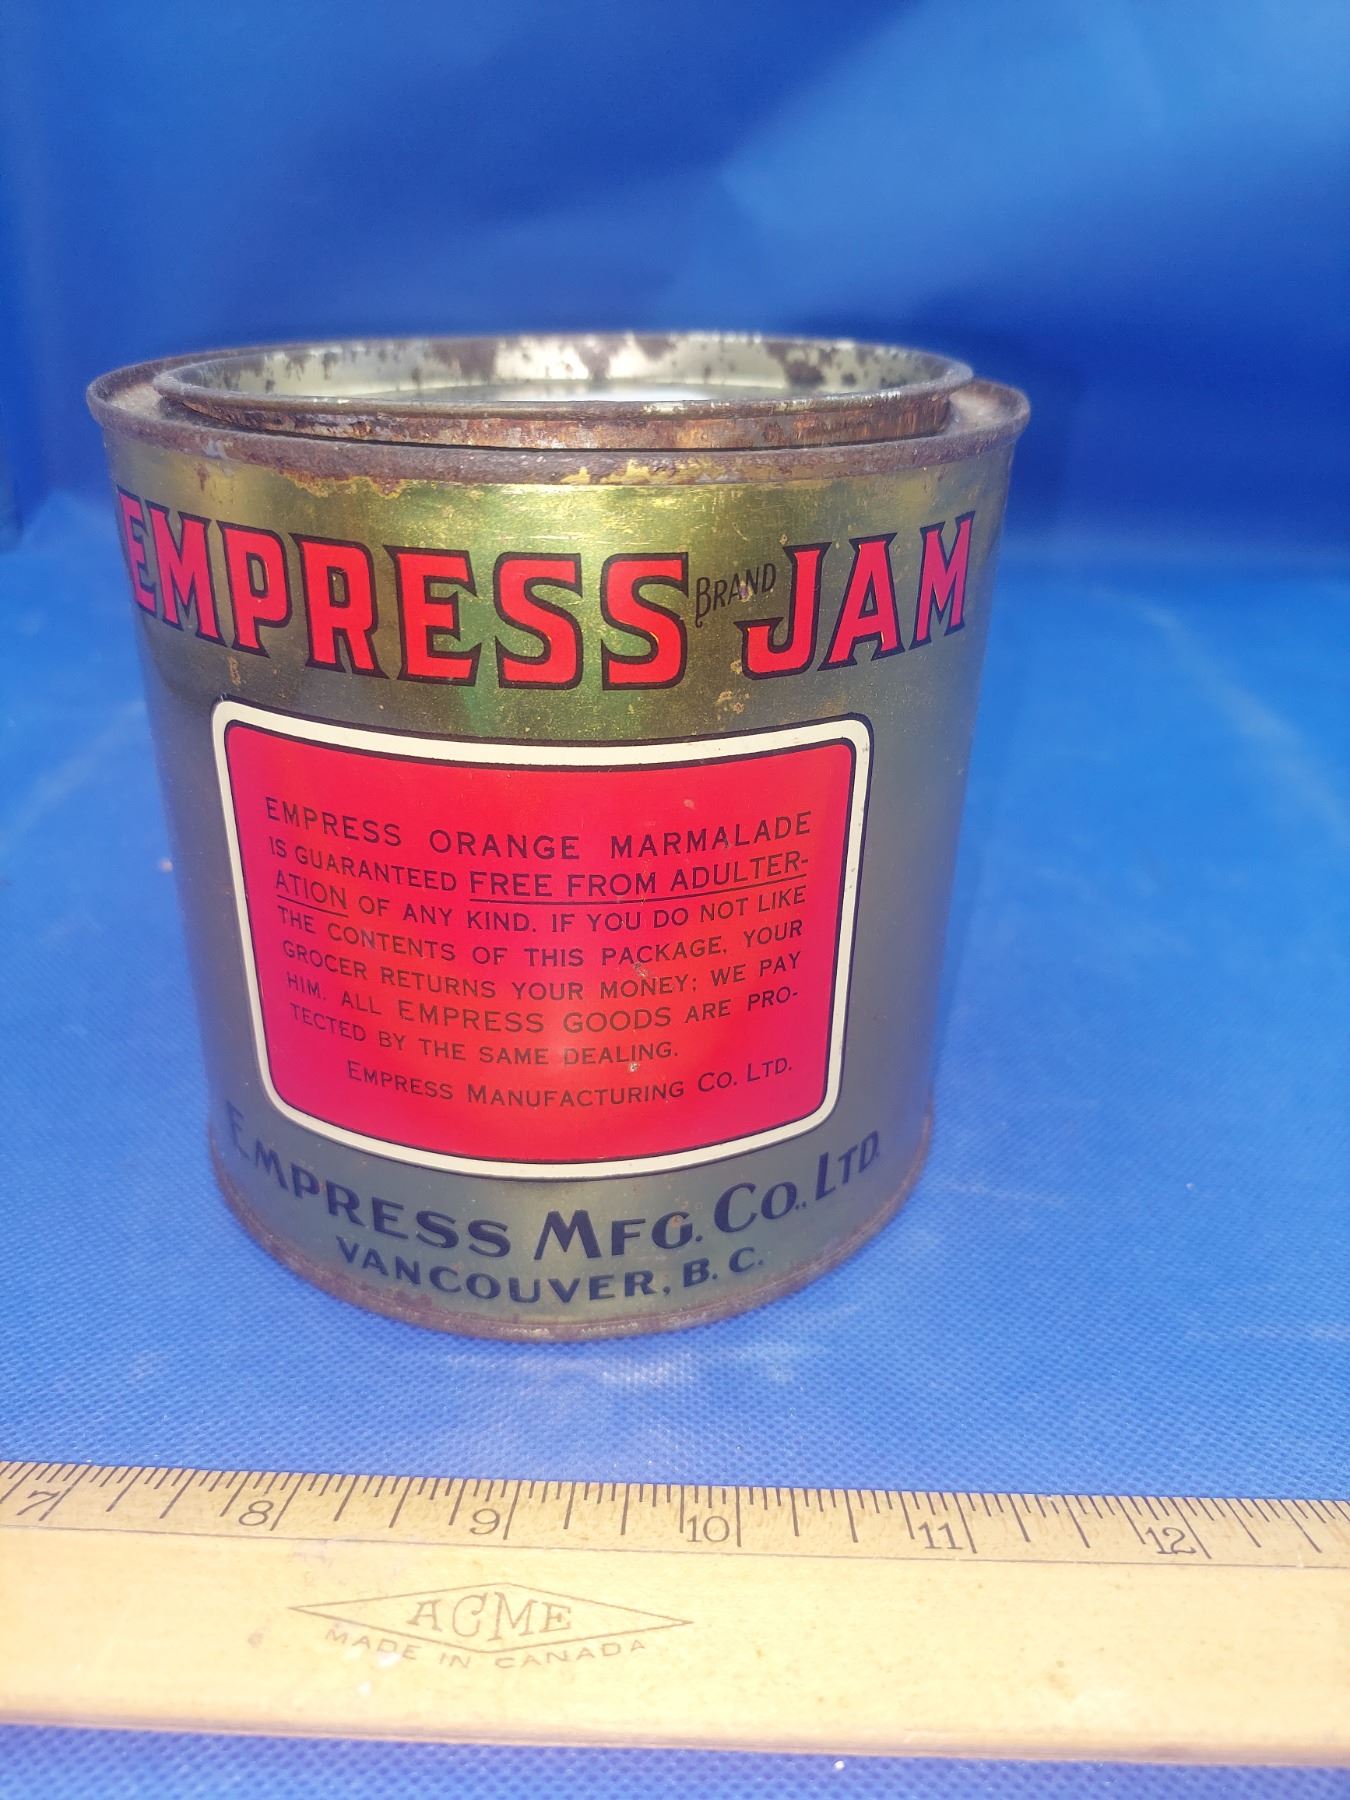 EMPRESS BRAND JAM
EMPRESS ORANGE MARMALADE
IS GUARANTEED FREE FROM ADULTER-
ATION OF ANY KIND. IF YOU DO NOT LIKE
THE CONTENTS OF THIS PACKAGE, YOUR
GROCER RETURNS YOUR MONEY; WE PAY
HIM. ALL EMPRESS GOODS ARE PRO-
TECTED BY THE SAME DEALING.
EMPRESS MANUFACTURING CO. LTD.
EMPRESS MFG. CO., LTD.
VANCOUVER, B. C.
7 8 9 10 11 12
ACME
MADE IN CANADA